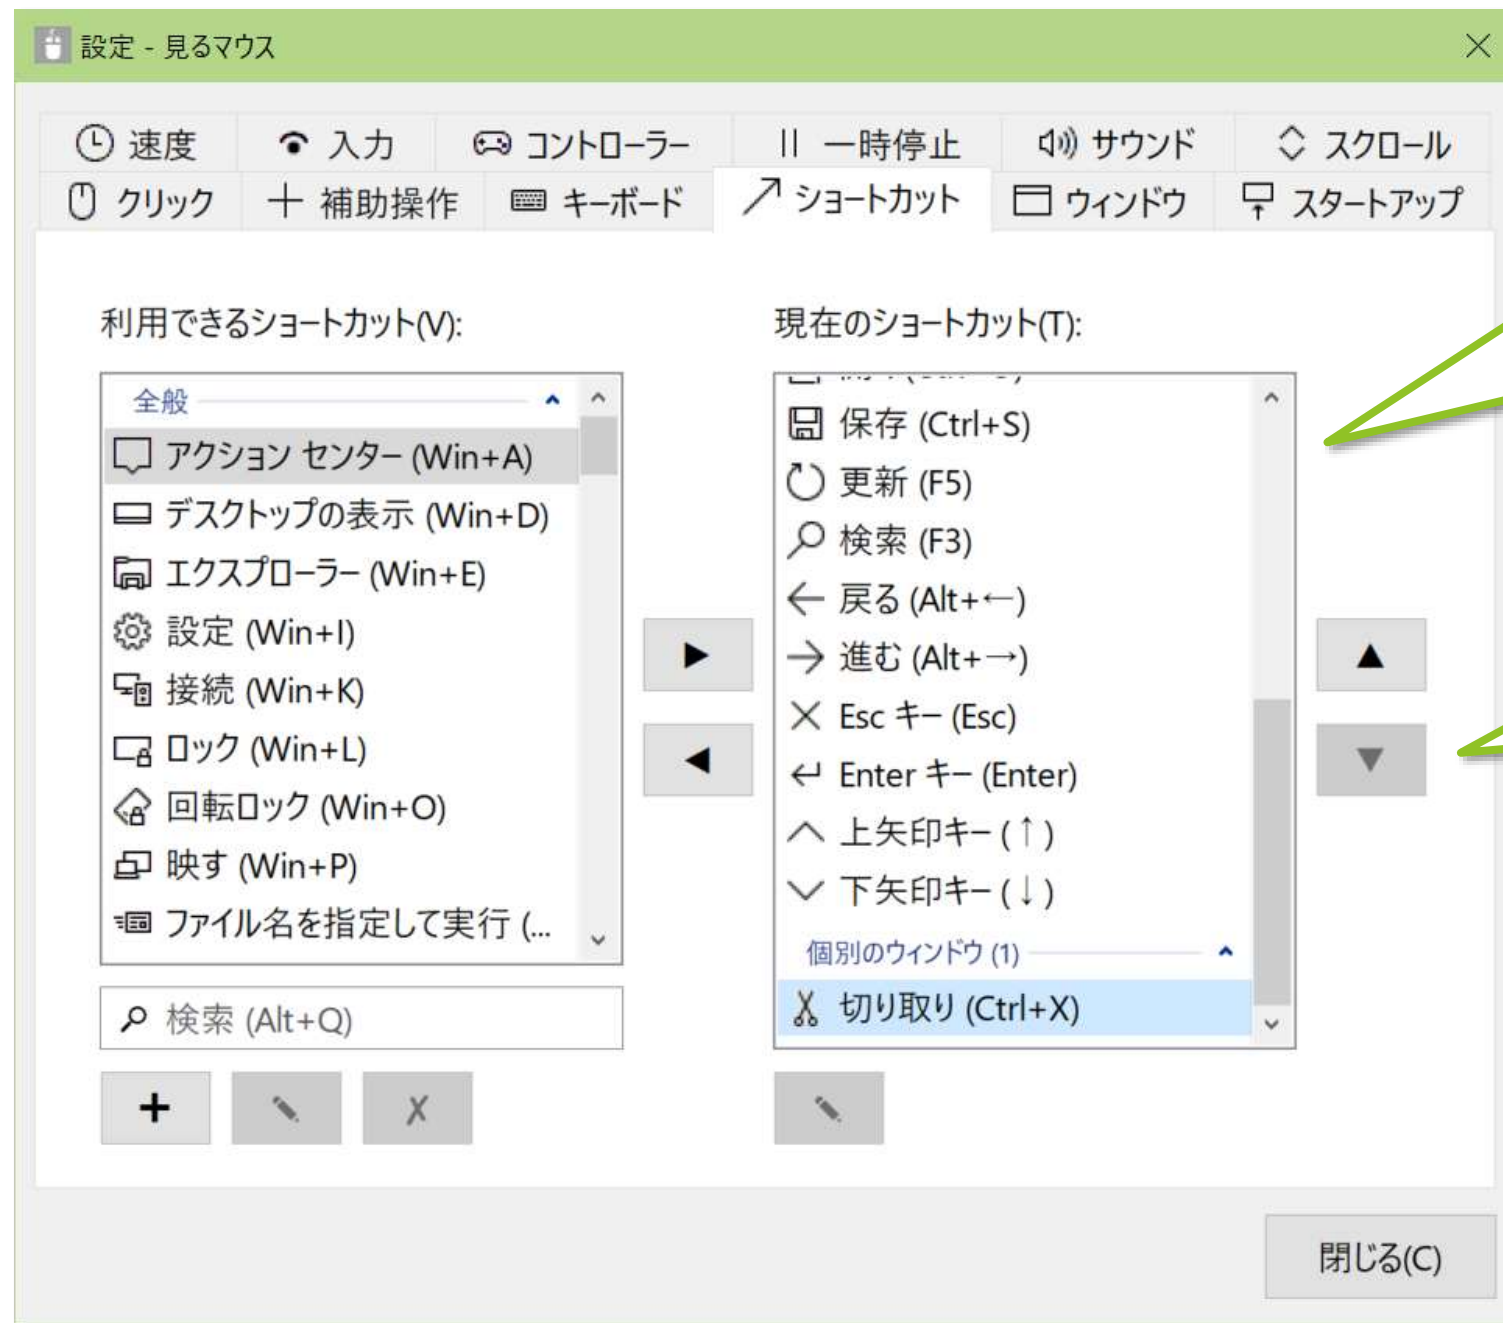 設定 - 見るマウス
速度 入力 コントローラー 一時停止 サウンド スクロール
クリック 補助操作 キーボード ショートカット ウィンドウ スタートアップ
利用できるショートカット(V):
全般
アクション センター (Win+A)
デスクトップの表示 (Win+D)
エクスプローラー (Win+E)
設定 (Win+I)
接続 (Win+K)
ロック (Win+L)
回転ロック (Win+O)
映す (Win+P)
ファイル名を指定して実行 (...
検索 (Alt+Q)
現在のショートカット(T):
保存 (Ctrl+S)
更新 (F5)
検索 (F3)
戻る (Alt+←)
進む (Alt+→)
Esc キー (Esc)
Enter キー (Enter)
上矢印キー (↑)
下矢印キー (↓)
個別のウィンドウ (1)
切り取り (Ctrl+X)
閉じる(C)